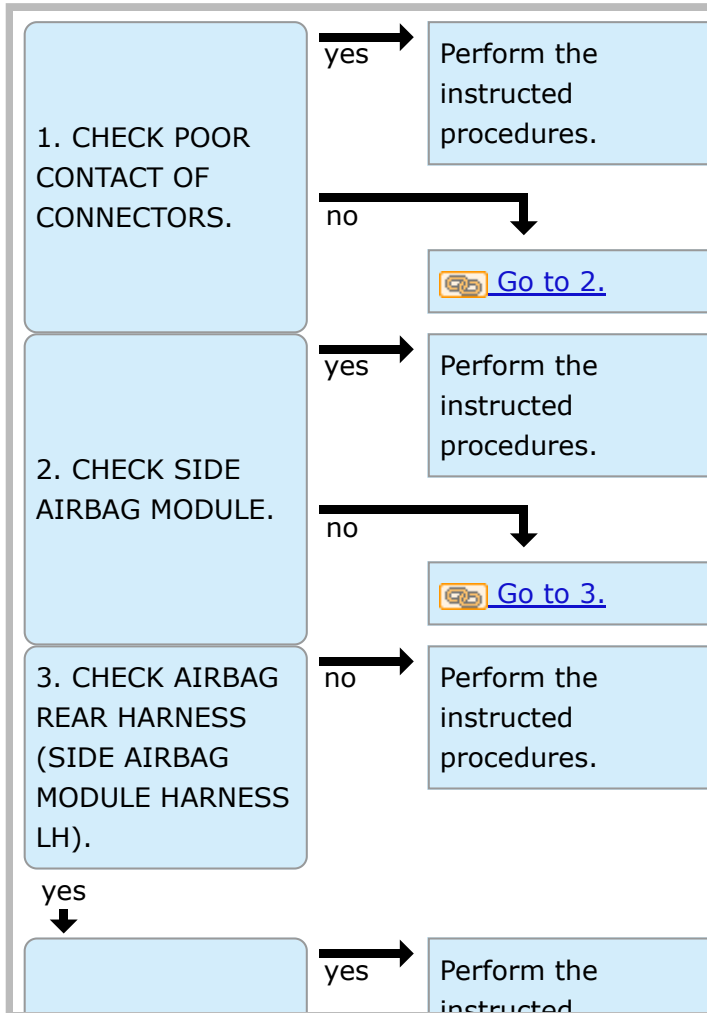 1. CHECK POOR
CONTACT OF
CONNECTORS.
yes
Perform the
instructed
procedures.
no
Go to 2.
2. CHECK SIDE
AIRBAG MODULE.
yes
Perform the
instructed
procedures.
no
Go to 3.
3. CHECK AIRBAG
REAR HARNESS
(SIDE AIRBAG
MODULE HARNESS
LH).
no
Perform the
instructed
procedures.
yes
yes
Perform the
instructed